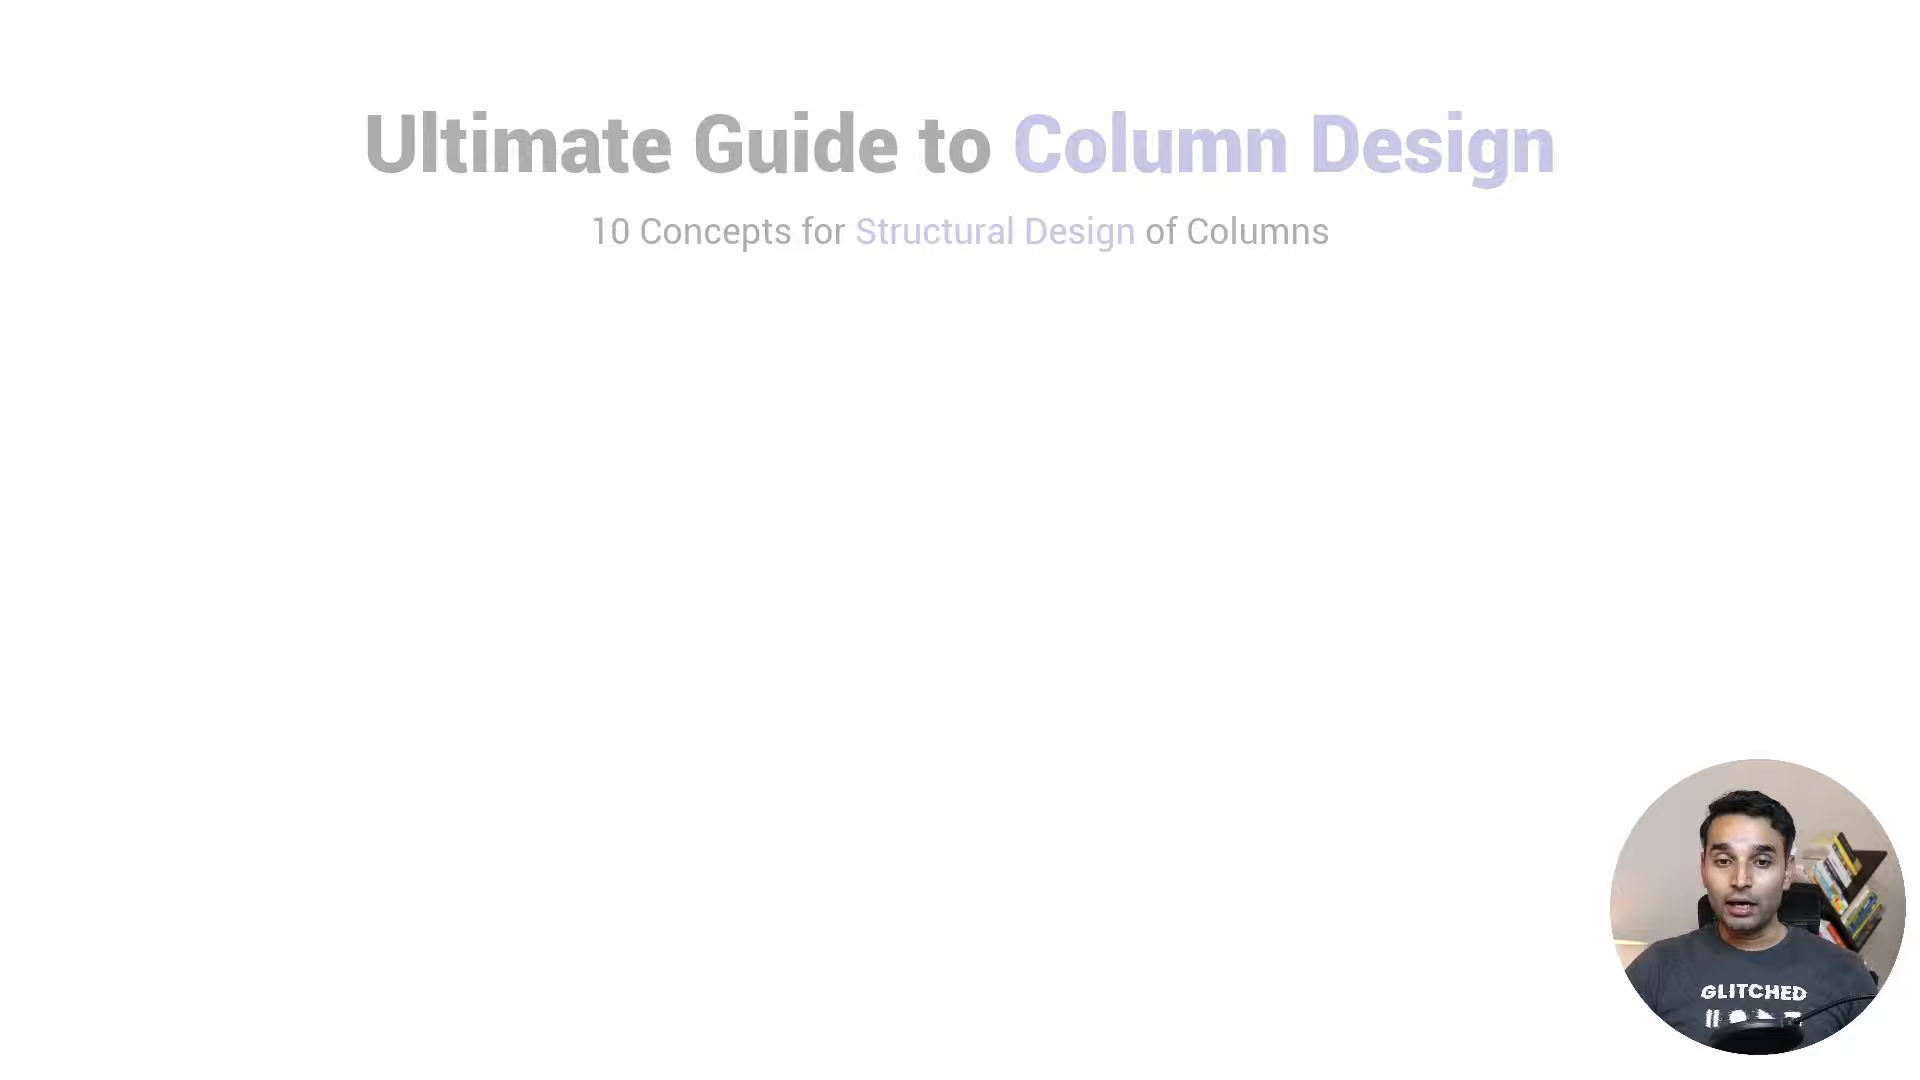 Ultimate Guide to Column Design
10 Concepts for Structural Design of Columns
GLITCHED